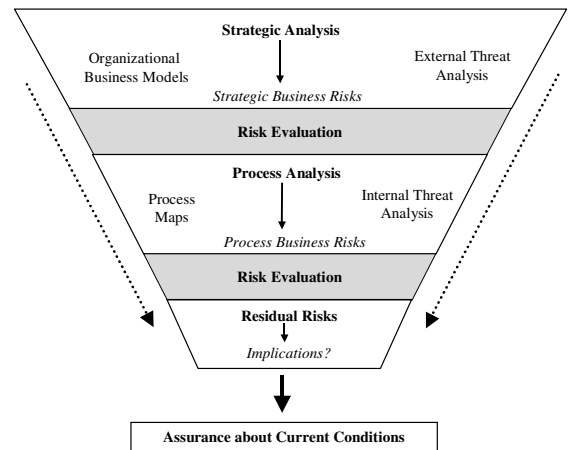 Strategic Analysis
Organizational
Business Models
External Threat
Analysis
Strategic Business Risks
Risk Evaluation
Process Analysis
Process
Maps
Internal Threat
Analysis
Process Business Risks
Risk Evaluation
Residual Risks
Implications?
Assurance about Current Conditions